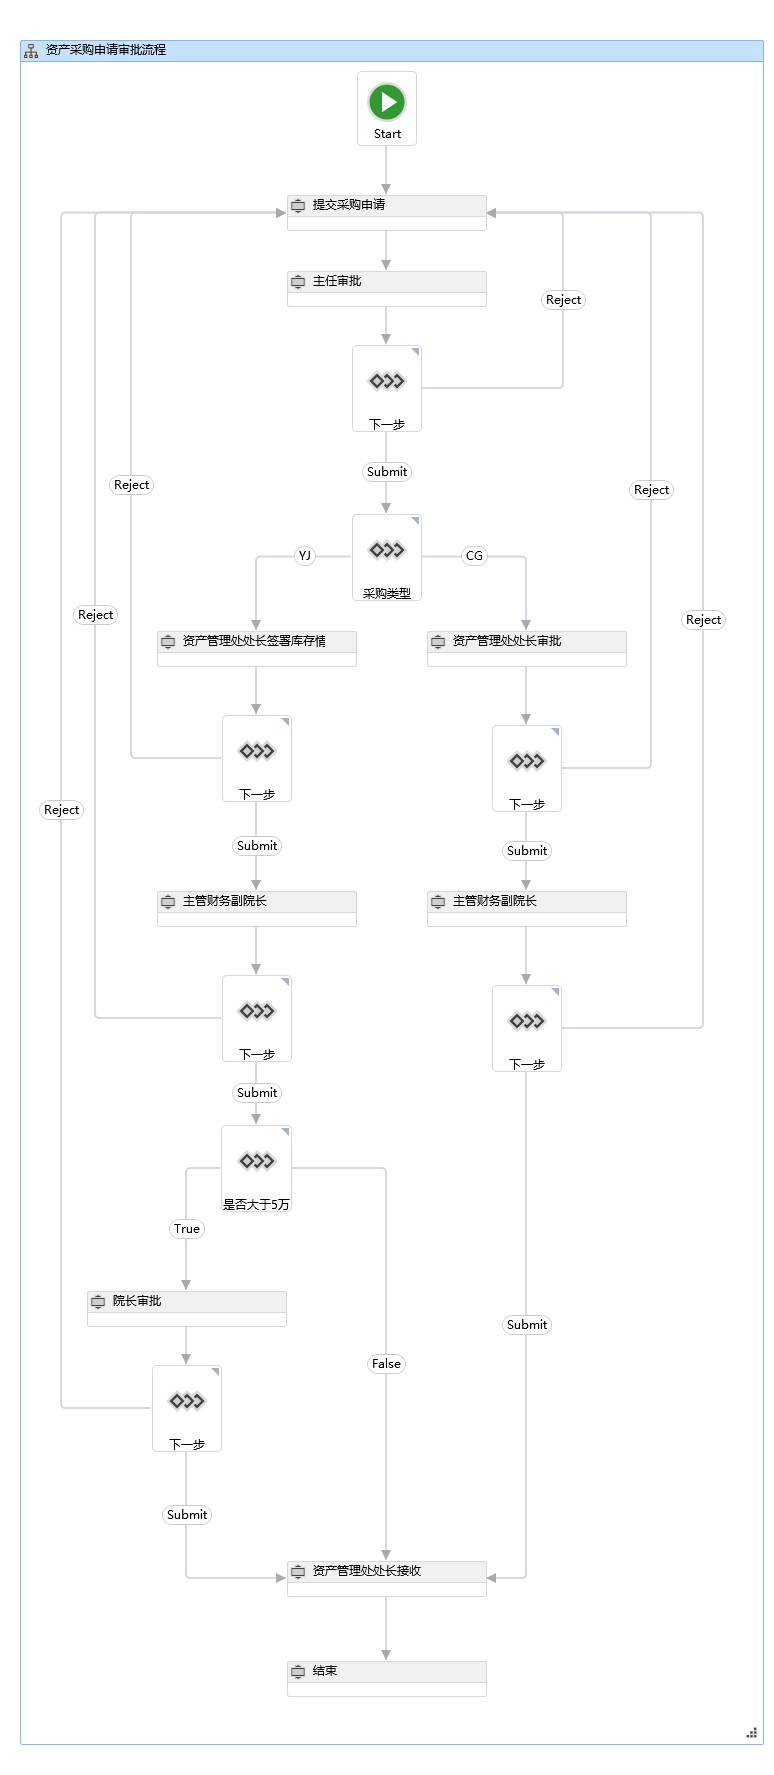 资产采购申请审批流程
Start
提交采购申请
主任审批
Reject
下一步
Submit
Reject
Reject
YJ
CG
采购类型
Reject
Reject
资产管理处处长签署库存情
资产管理处处长审批
下一步
下一步
Reject
Submit
Submit
主管财务副院长
主管财务副院长
下一步
下一步
Submit
是否大于5万
True
院长审批
Submit
False
下一步
Submit
资产管理处处长接收
结束